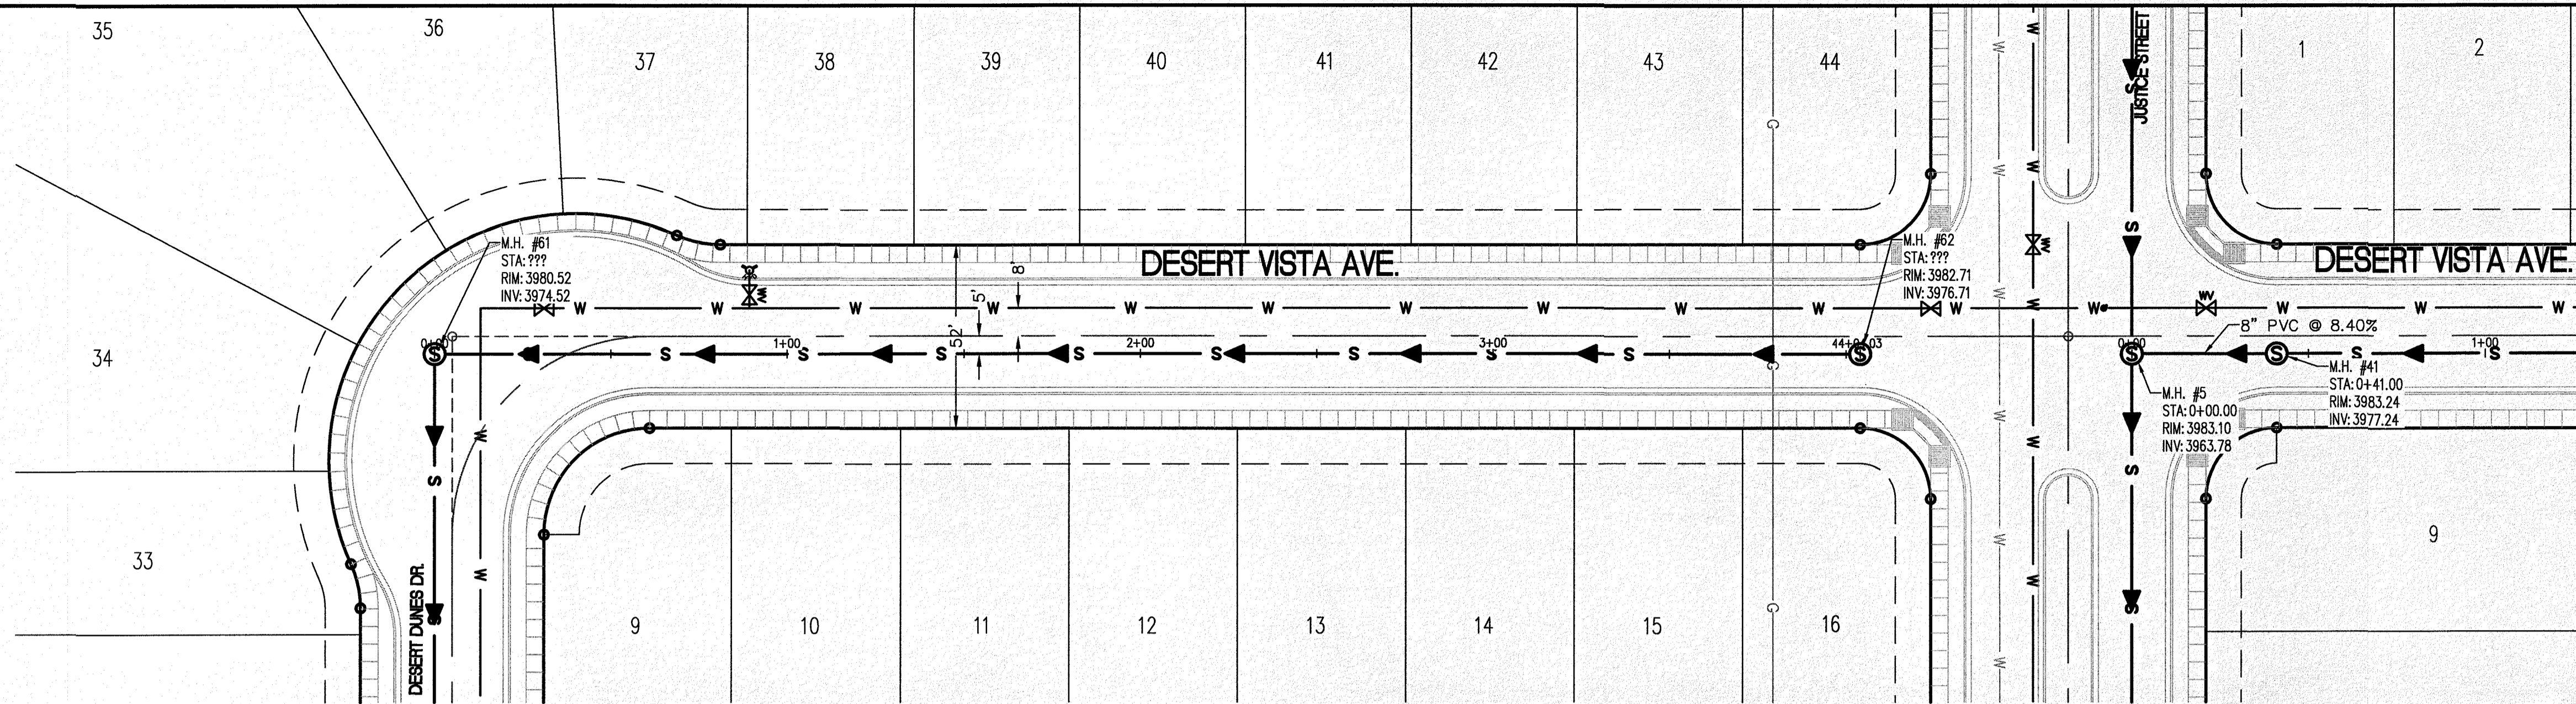 35
36
37
38
39
40
41
42
43
44
1
2
JUSTICE STREET
M.H. #61
STA: ???
RIM: 3980.52
INV: 3974.52
DESERT VISTA AVE.
M.H. #62
STA: ???
RIM: 3982.71
INV: 3976.71
DESERT VISTA AVE.
8'
5'
52'
W W W W W W W W W W W W W W
WV
WV
WV
8" PVC @ 8.40%
34
0+00
1+00
2+00
3+00
0+00
1+00
S S S S S S S S S S S
M.H. #41
STA: 0+41.00
RIM: 3983.24
INV: 3977.24
M.H. #5
STA: 0+00.00
RIM: 3983.10
INV: 3963.78
G
G
G
33
DESERT DUNES DR.
9
10
11
12
13
14
15
16
9